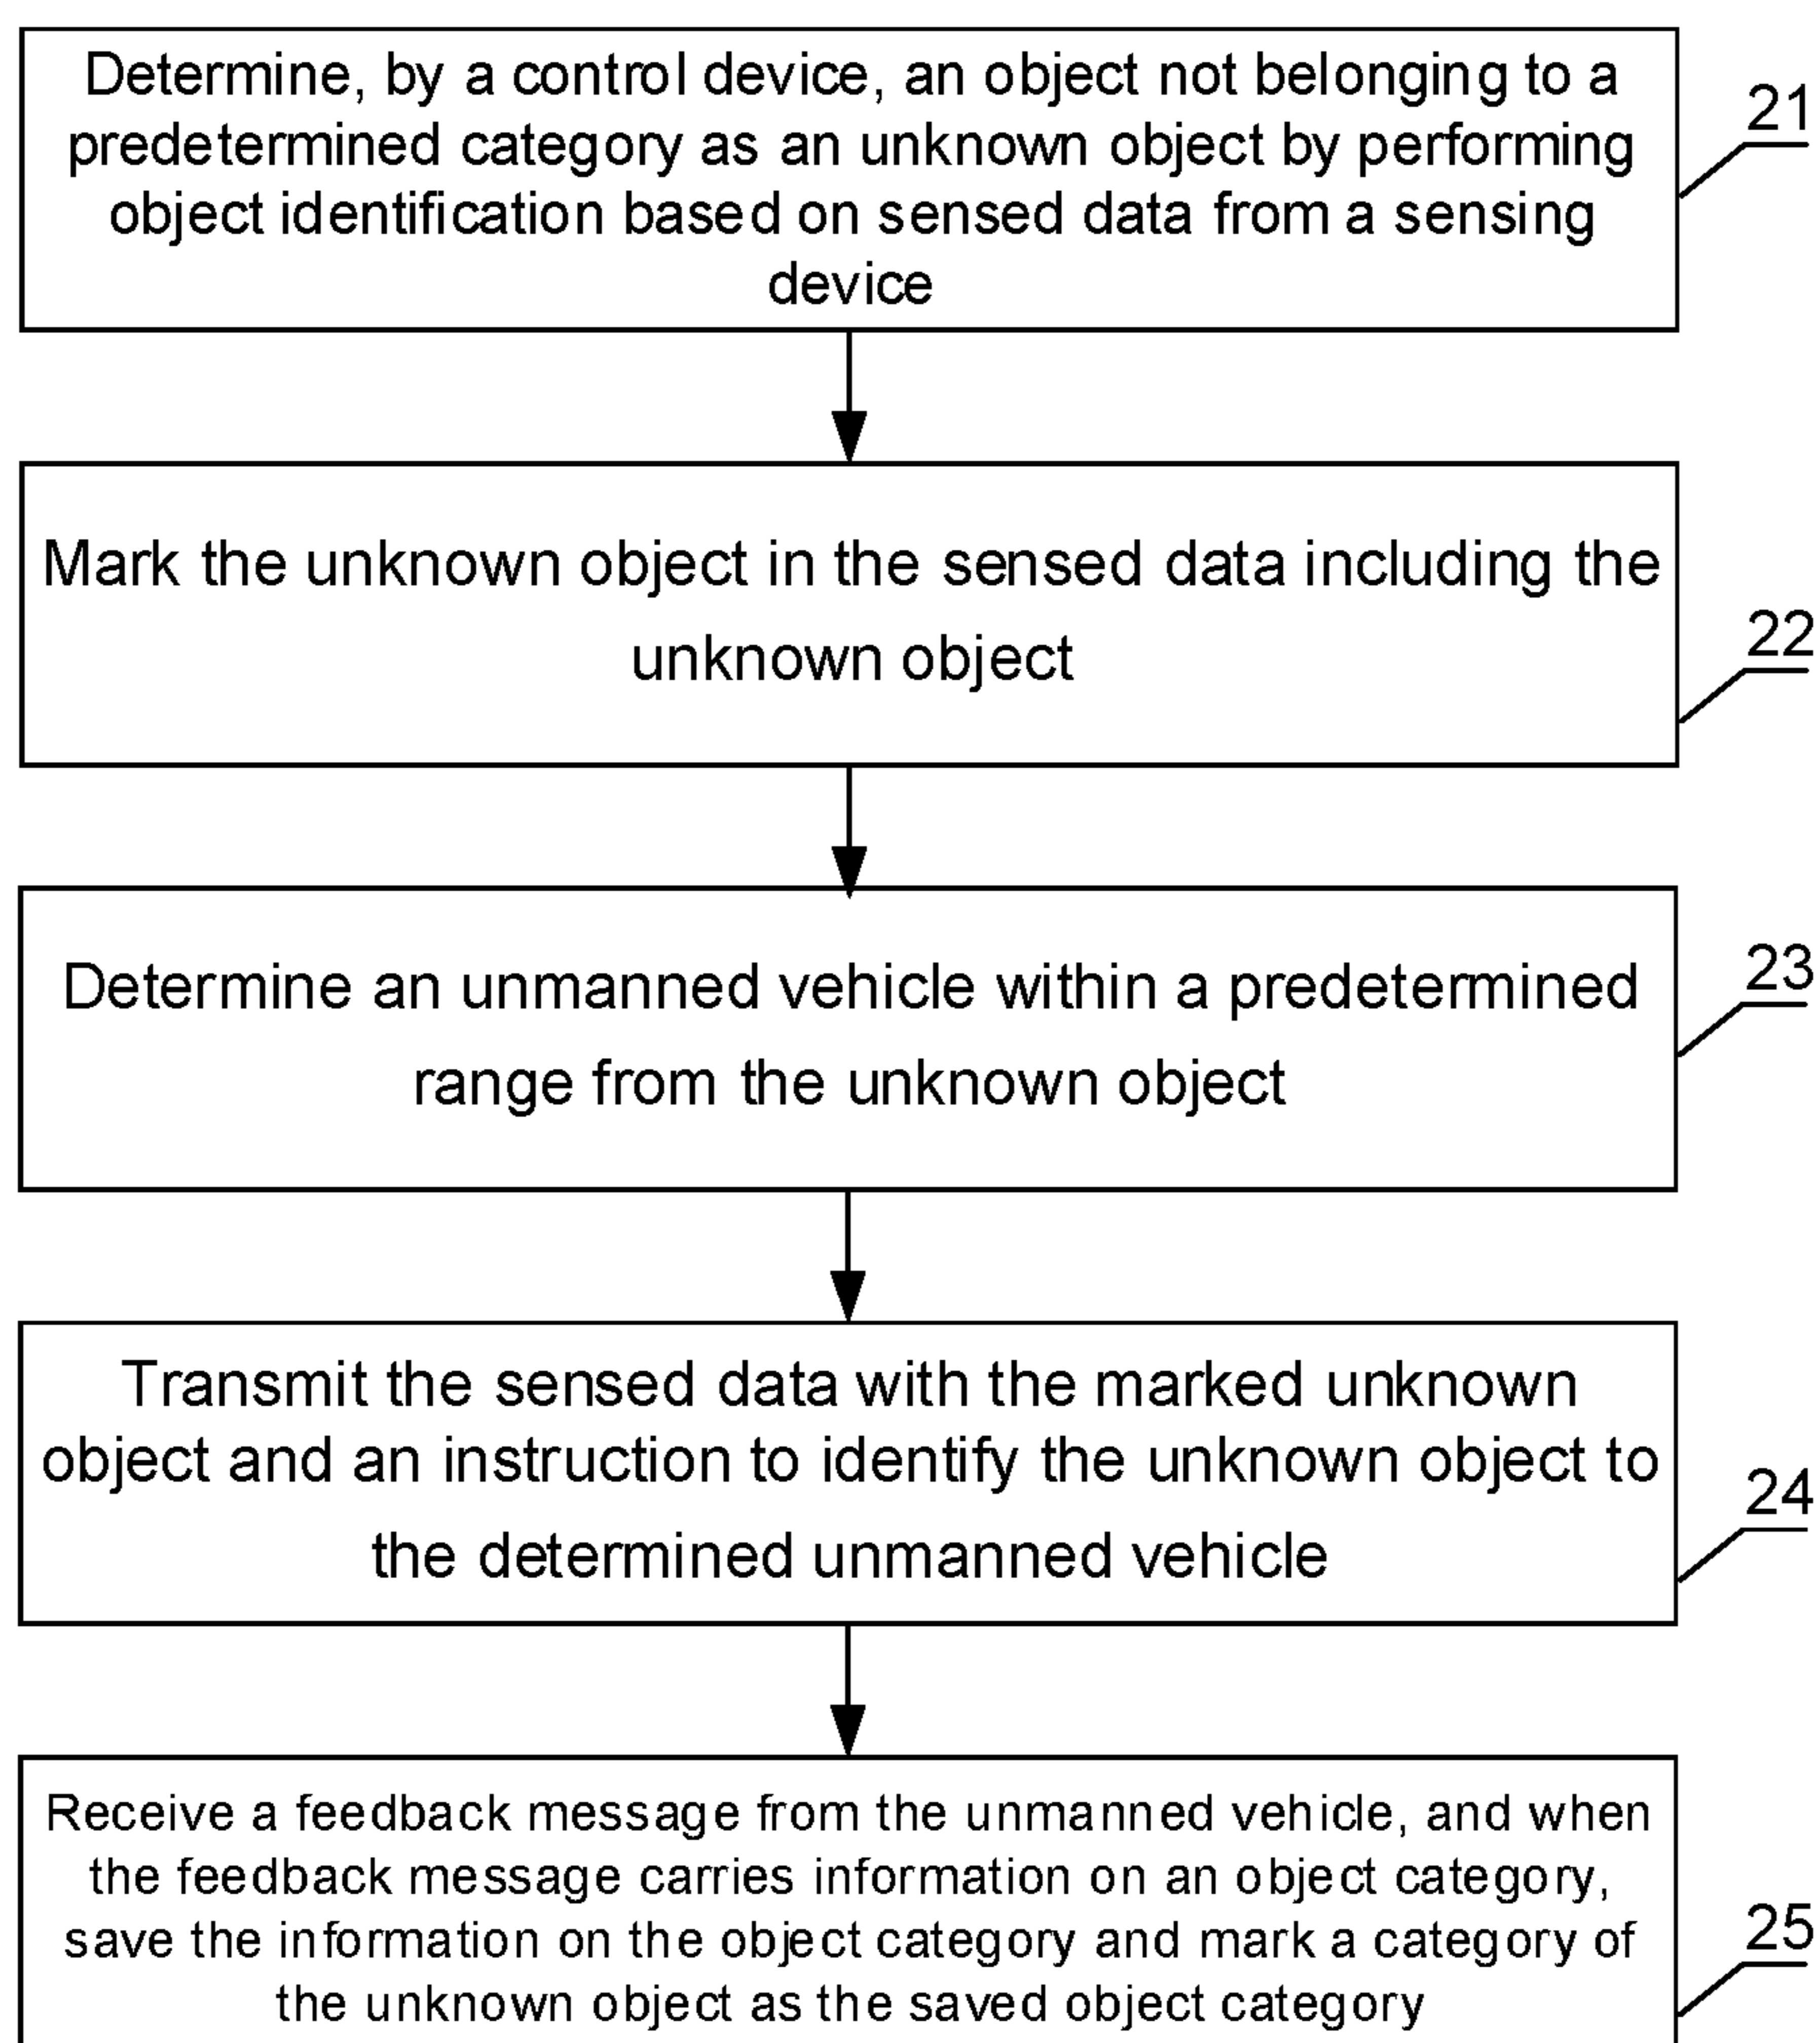 Determine, by a control device, an object not belonging to a
predetermined category as an unknown object by performing
object identification based on sensed data from a sensing
device
21
Mark the unknown object in the sensed data including the
unknown object
22
Determine an unmanned vehicle within a predetermined
range from the unknown object
23
Transmit the sensed data with the marked unknown
object and an instruction to identify the unknown object to
the determined unmanned vehicle
24
Receive a feedback message from the unmanned vehicle, and when
the feedback message carries information on an object category,
save the information on the object category and mark a category of
the unknown object as the saved object category
25